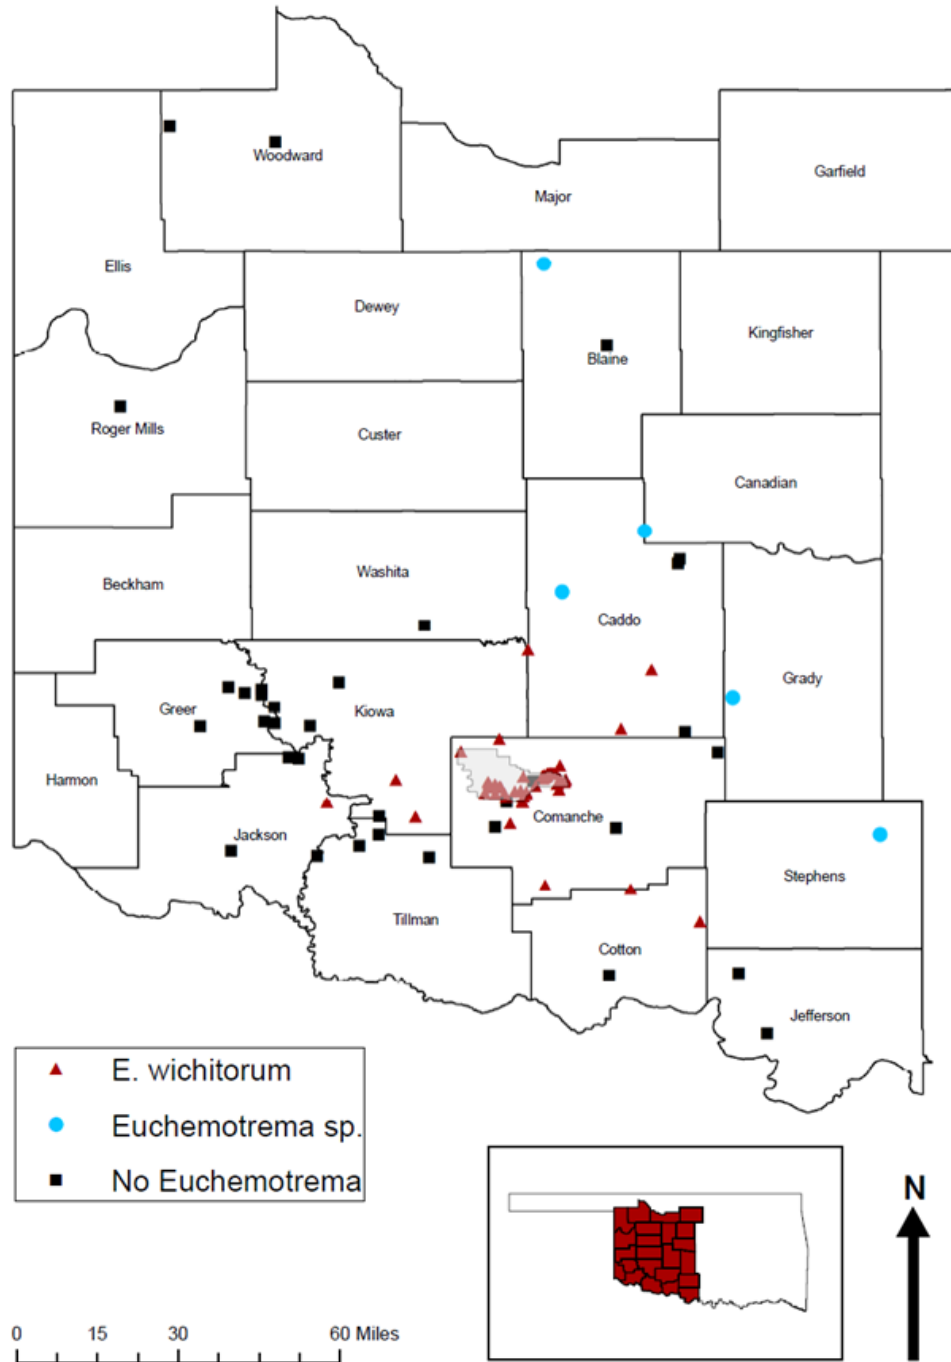 Woodward
Garfield
Major
Ellis
Dewey
Kingfisher
Blaine
Roger Mills
Custer
Canadian
Washita
Beckham
Caddo
Grady
Greer
Kiowa
Harmon
Comanche
Jackson
Stephens
Tillman
Cotton
Jefferson
E. wichitorum
Euchemotrema sp.
No Euchemotrema
N
0 15 30 60 Miles